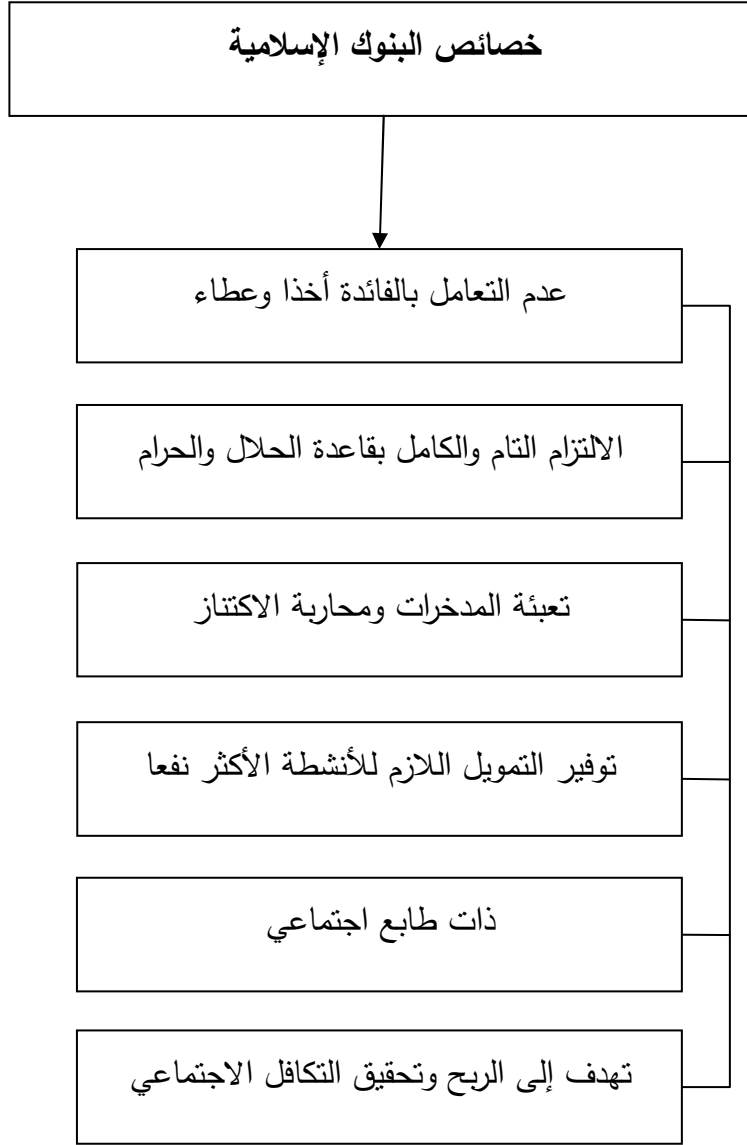 خصائص البنوك الإسلامية
عدم التعامل بالفائدة أخذا وعطاء
الالتزام التام والكامل بقاعدة الحلال والحرام
تعبئة المدخرات ومحاربة الاكتناز
توفير التمويل اللازم للأنشطة الأكثر نفعا
ذات طابع اجتماعي
تهدف إلى الربح وتحقيق التكافل الاجتماعي